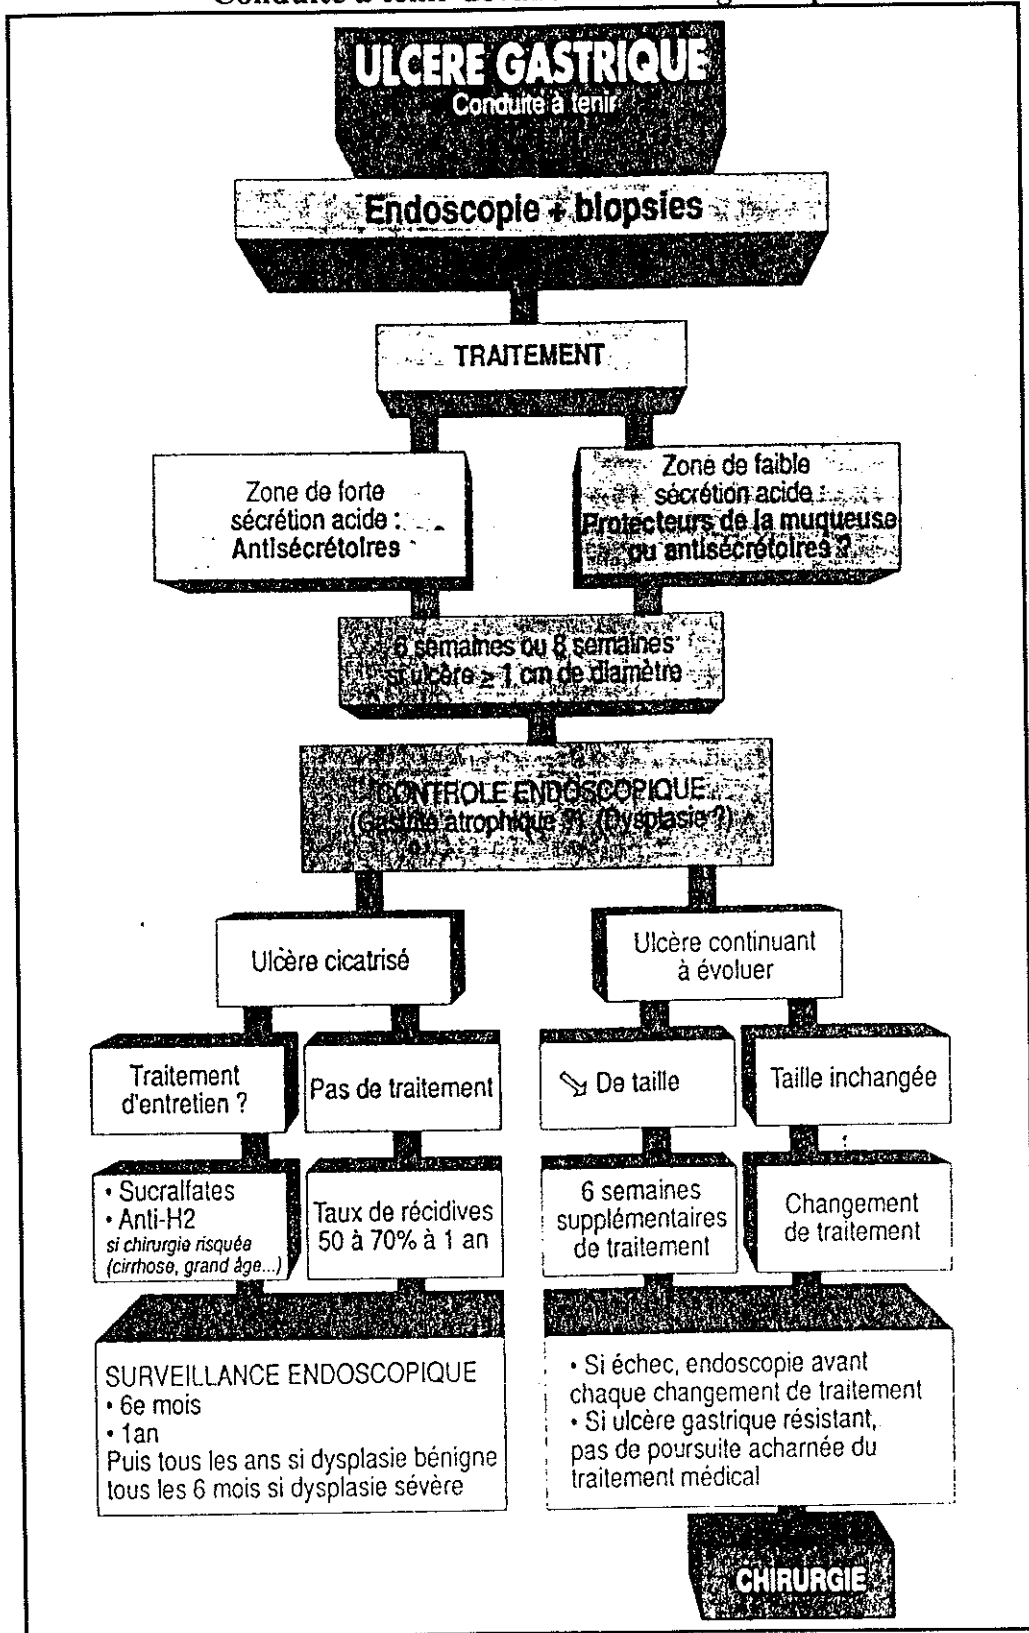 ULCERE GASTRIQUE
Conduite à tenir
Endoscopie + biopsies
TRAITEMENT
Zone de forte
sécrétion acide :
Antisécrétoires
Zone de faible
sécrétion acide :
Protecteurs de la muqueuse
ou antisécrétoires ?
6 semaines ou 8 semaines
si ulcère ≥ 1 cm de diamètre
CONTROLE ENDOSCOPIQUE
(Gastrite atrophique ?) (Dysplasie ?)
Ulcère cicatrisé
Ulcère continuant
à évoluer
Traitement
d'entretien ?
Pas de traitement
⇘ De taille
Taille inchangée
• Sucralfates
• Anti-H2
si chirurgie risquée
(cirrhose, grand âge...)
Taux de récidives
50 à 70% à 1 an
6 semaines
supplémentaires
de traitement
Changement
de traitement
SURVEILLANCE ENDOSCOPIQUE
• 6e mois
• 1an
Puis tous les ans si dysplasie bénigne
tous les 6 mois si dysplasie sévère
• Si échec, endoscopie avant
chaque changement de traitement
• Si ulcère gastrique résistant,
pas de poursuite acharnée du
traitement médical
CHIRURGIE